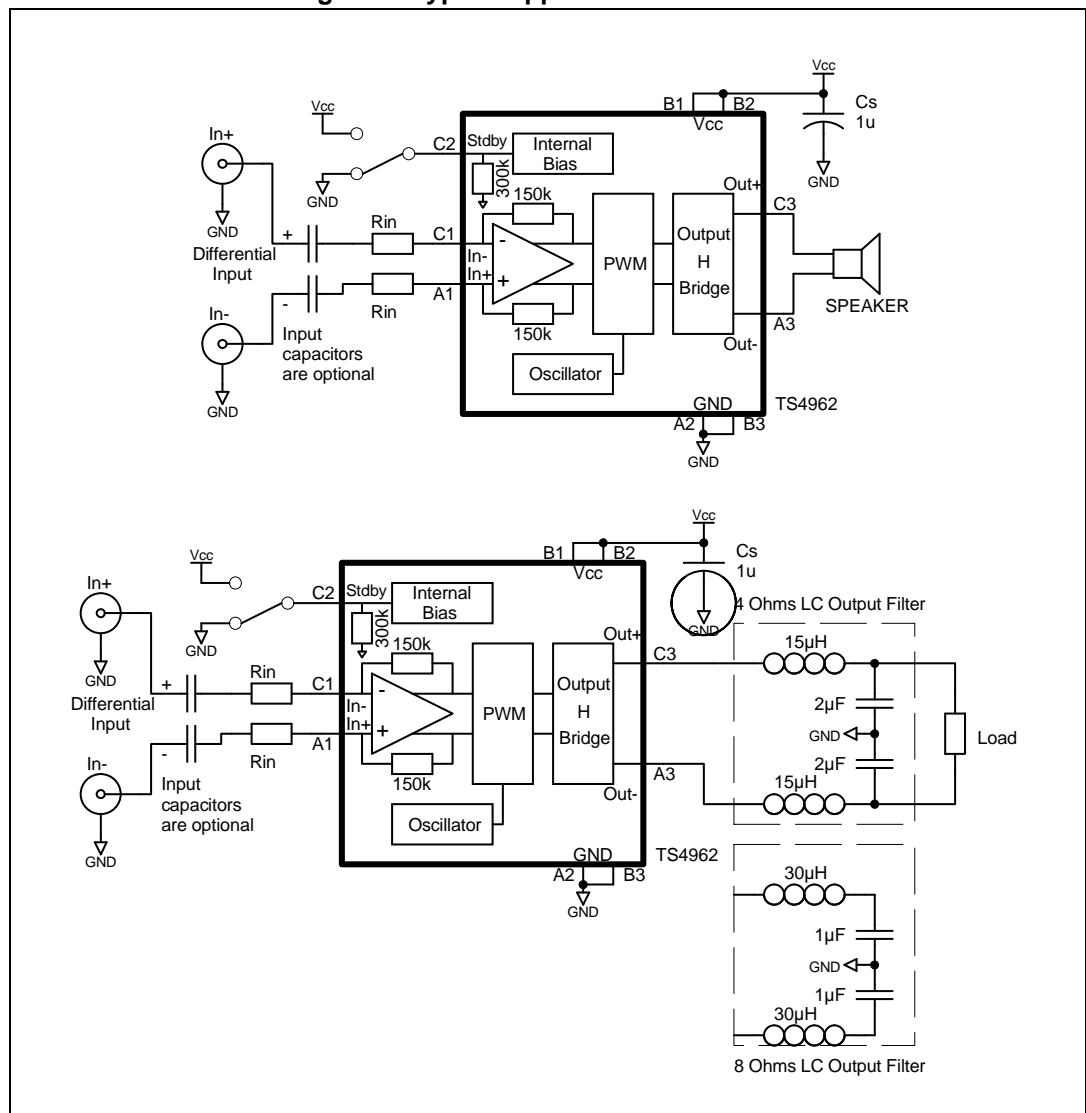 Vcc
B1
B2
Vcc
Cs
1u
GND
Vcc
In+
C2
Stdby
Internal
Bias
300k
GND
GND
150k
Out+
C3
Differential
Input
+
Rin
C1
-
In-
In+
+
PWM
Output
H
Bridge
A1
-
Rin
SPEAKER
In-
Input
capacitors
are optional
150k
A3
Out-
Oscillator
GND
GND
TS4962
A2
B3
GND
Vcc
B1
B2
Vcc
Cs
1u
GND
Vcc
In+
C2
Stdby
Internal
Bias
300k
GND
GND
4 Ohms LC Output Filter
150k
Out+
C3
15µH
Differential
Input
+
Rin
C1
-
In-
In+
+
PWM
Output
H
Bridge
2µF
GND
2µF
Load
A1
-
Rin
In-
Input
capacitors
are optional
150k
A3
Out-
15µH
Oscillator
GND
GND
TS4962
A2
B3
GND
30µH
1µF
GND
1µF
30µH
8 Ohms LC Output Filter